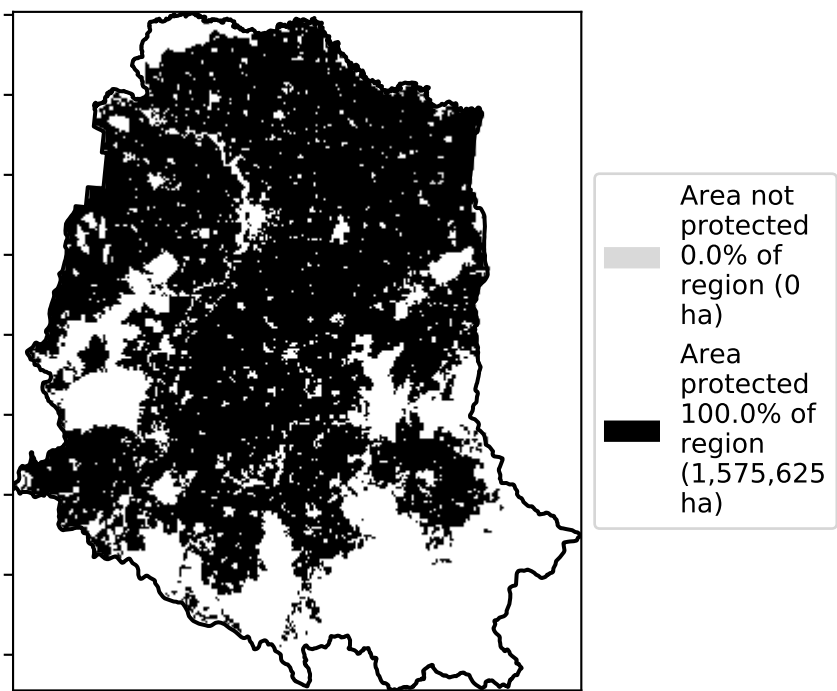 Area not
protected
0.0% of
region (0
ha)
Area
protected
100.0% of
region
(1,575,625
ha)